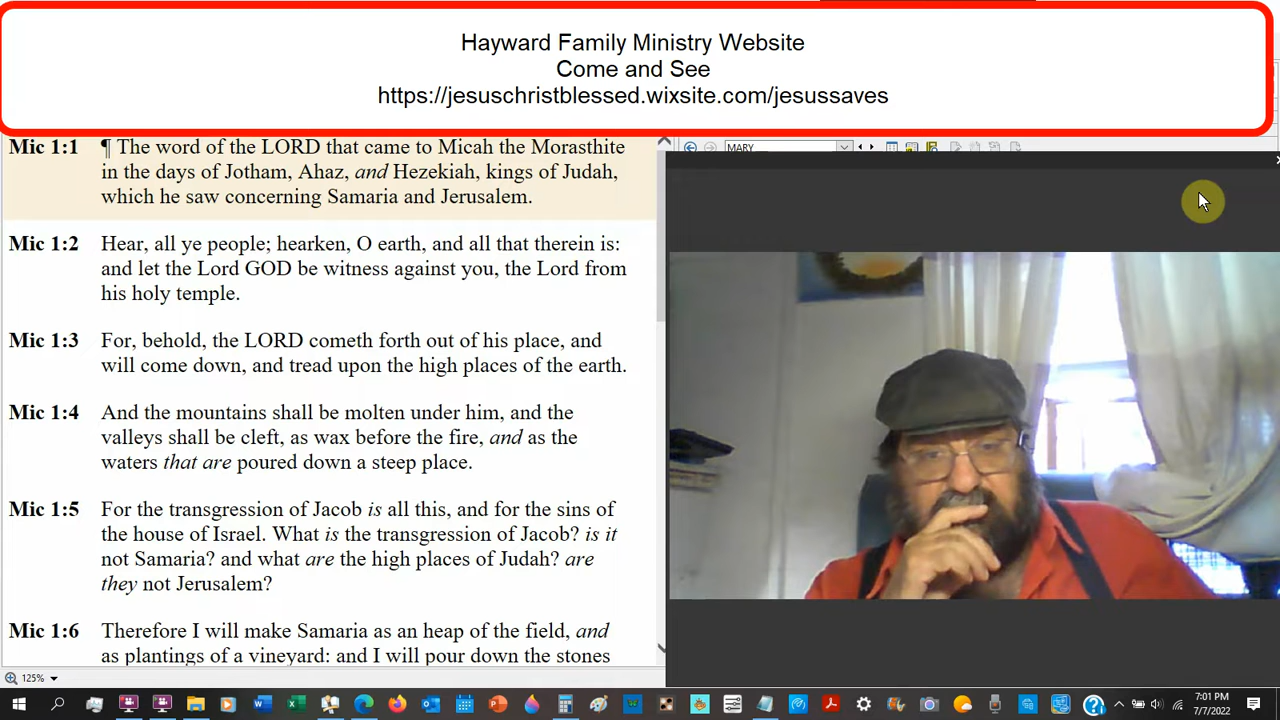 Hayward Family Ministry Website
Come and See
https://jesuschristblessed.wixsite.com/jesussaves
Mic 1:1 ¶ The word of the LORD that came to Micah the Morasthite
in the days of Jotham, Ahaz, and Hezekiah, kings of Judah,
which he saw concerning Samaria and Jerusalem.
MARY
Mic 1:2 Hear, all ye people; hearken, O earth, and all that therein is:
and let the Lord GOD be witness against you, the Lord from
his holy temple.
Mic 1:3 For, behold, the LORD cometh forth out of his place, and
will come down, and tread upon the high places of the earth.
Mic 1:4 And the mountains shall be molten under him, and the
valleys shall be cleft, as wax before the fire, and as the
waters that are poured down a steep place.
Mic 1:5 For the transgression of Jacob is all this, and for the sins of
the house of Israel. What is the transgression of Jacob? is it
not Samaria? and what are the high places of Judah? are
they not Jerusalem?
Mic 1:6 Therefore I will make Samaria as an heap of the field, and
as plantings of a vineyard: and I will pour down the stones
125%
7:01 PM
7/7/2022